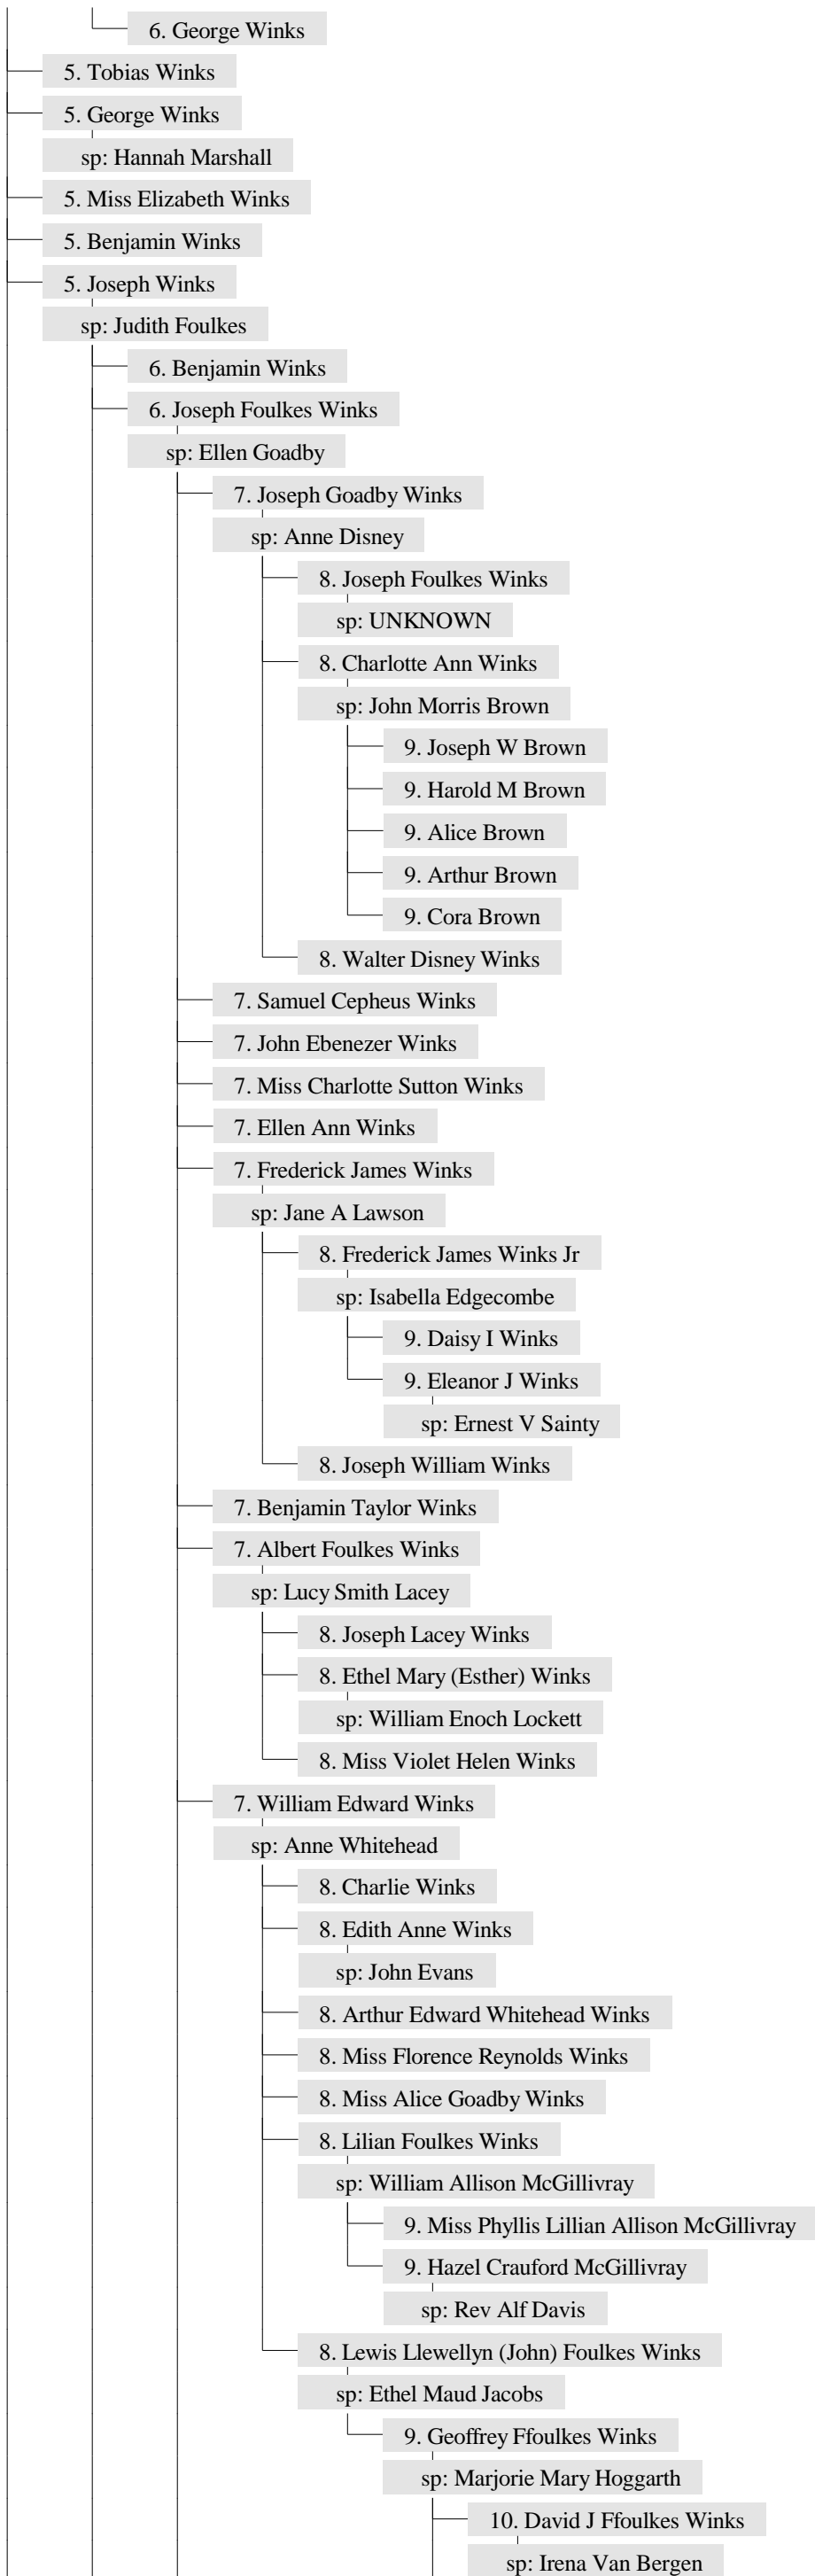 6. George Winks
5. Tobias Winks
5. George Winks
sp: Hannah Marshall
5. Miss Elizabeth Winks
5. Benjamin Winks
5. Joseph Winks
sp: Judith Foulkes
6. Benjamin Winks
6. Joseph Foulkes Winks
sp: Ellen Goadby
7. Joseph Goadby Winks
sp: Anne Disney
8. Joseph Foulkes Winks
sp: UNKNOWN
8. Charlotte Ann Winks
sp: John Morris Brown
9. Joseph W Brown
9. Harold M Brown
9. Alice Brown
9. Arthur Brown
9. Cora Brown
8. Walter Disney Winks
7. Samuel Cepheus Winks
7. John Ebenezer Winks
7. Miss Charlotte Sutton Winks
7. Ellen Ann Winks
7. Frederick James Winks
sp: Jane A Lawson
8. Frederick James Winks Jr
sp: Isabella Edgecombe
9. Daisy I Winks
9. Eleanor J Winks
sp: Ernest V Sainty
8. Joseph William Winks
7. Benjamin Taylor Winks
7. Albert Foulkes Winks
sp: Lucy Smith Lacey
8. Joseph Lacey Winks
8. Ethel Mary (Esther) Winks
sp: William Enoch Lockett
8. Miss Violet Helen Winks
7. William Edward Winks
sp: Anne Whitehead
8. Charlie Winks
8. Edith Anne Winks
sp: John Evans
8. Arthur Edward Whitehead Winks
8. Miss Florence Reynolds Winks
8. Miss Alice Goadby Winks
8. Lilian Foulkes Winks
sp: William Allison McGillivray
9. Miss Phyllis Lillian Allison McGillivray
9. Hazel Crauford McGillivray
sp: Rev Alf Davis
8. Lewis Llewellyn (John) Foulkes Winks
sp: Ethel Maud Jacobs
9. Geoffrey Ffoulkes Winks
sp: Marjorie Mary Hoggarth
10. David J Ffoulkes Winks
sp: Irena Van Bergen